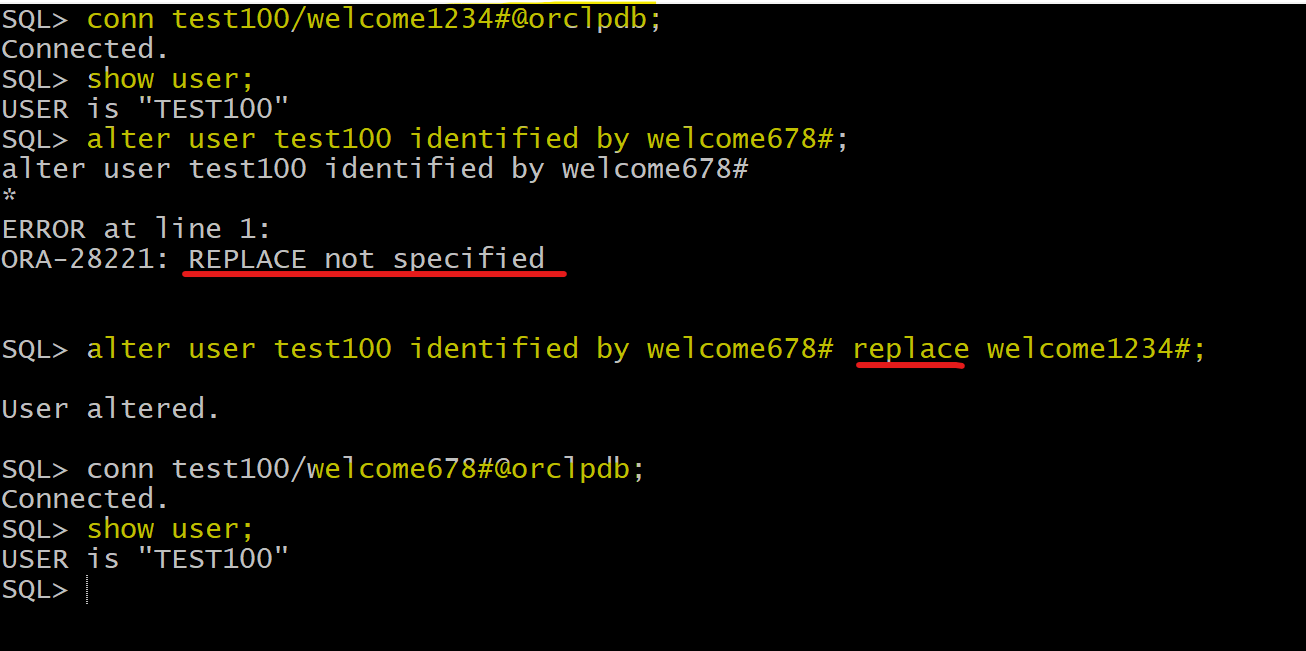 SQL> conn test100/welcome1234#@orclpdb;
Connected.
SQL> show user;
USER is "TEST100"
SQL> alter user test100 identified by welcome678#;
alter user test100 identified by welcome678#
*
ERROR at line 1:
ORA-28221: REPLACE not specified
SQL> alter user test100 identified by welcome678# replace welcome1234#;
User altered.
SQL> conn test100/welcome678#@orclpdb;
Connected.
SQL> show user;
USER is "TEST100"
SQL>